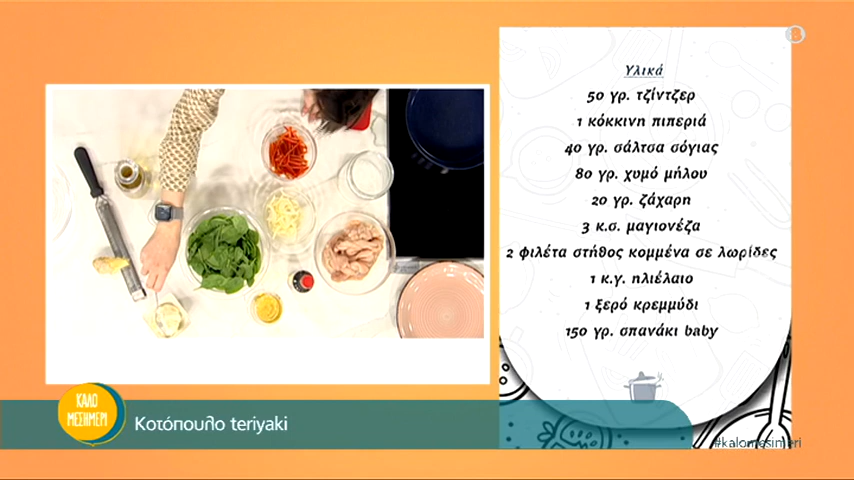 Υλικά
50 γρ. τζίντζερ
1 κόκκινη πιπεριά
40 γρ. σάλτσα σόγιας
80 γρ. χυμό μήλου
20 γρ. ζάχαρη
3 κ.σ. μαγιονέζα
2 φιλέτα στήθος κομμένα σε λωρίδες
1 κ.γ. ηλιέλαιο
1 ξερό κρεμμύδι
150 γρ. σπανάκι baby
ΚΑΛΟ
ΜΕΣΗΜΕΡΙ
Κοτόπουλο teriyaki
#kalomesimeri